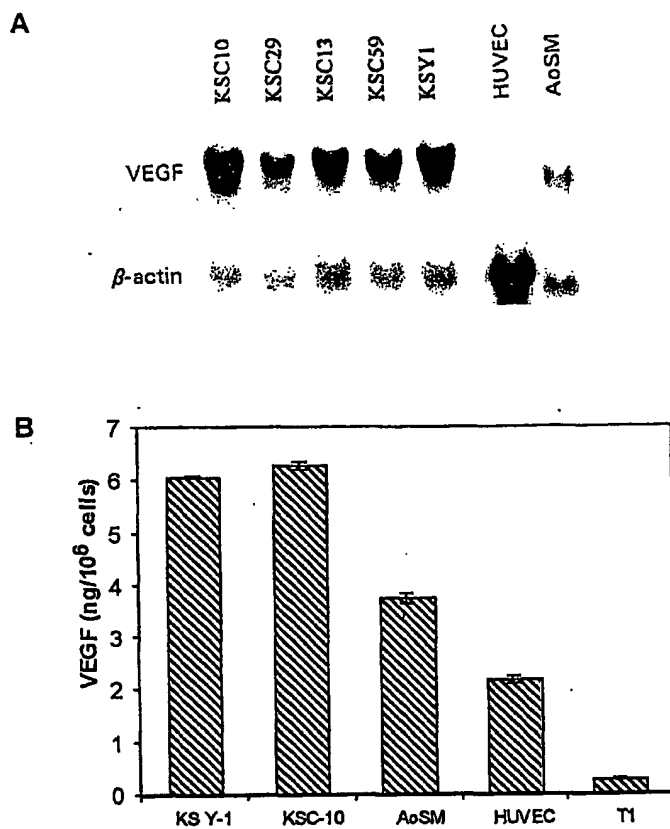 A
KSC10
KSC29
KSC13
KSC59
KSY1
HUVEC
AoSM
VEGF
β-actin
B
VEGF (ng/10⁶ cells)
7
6
5
4
3
2
1
0
KS Y-1
KSC-10
AoSM
HUVEC
T1